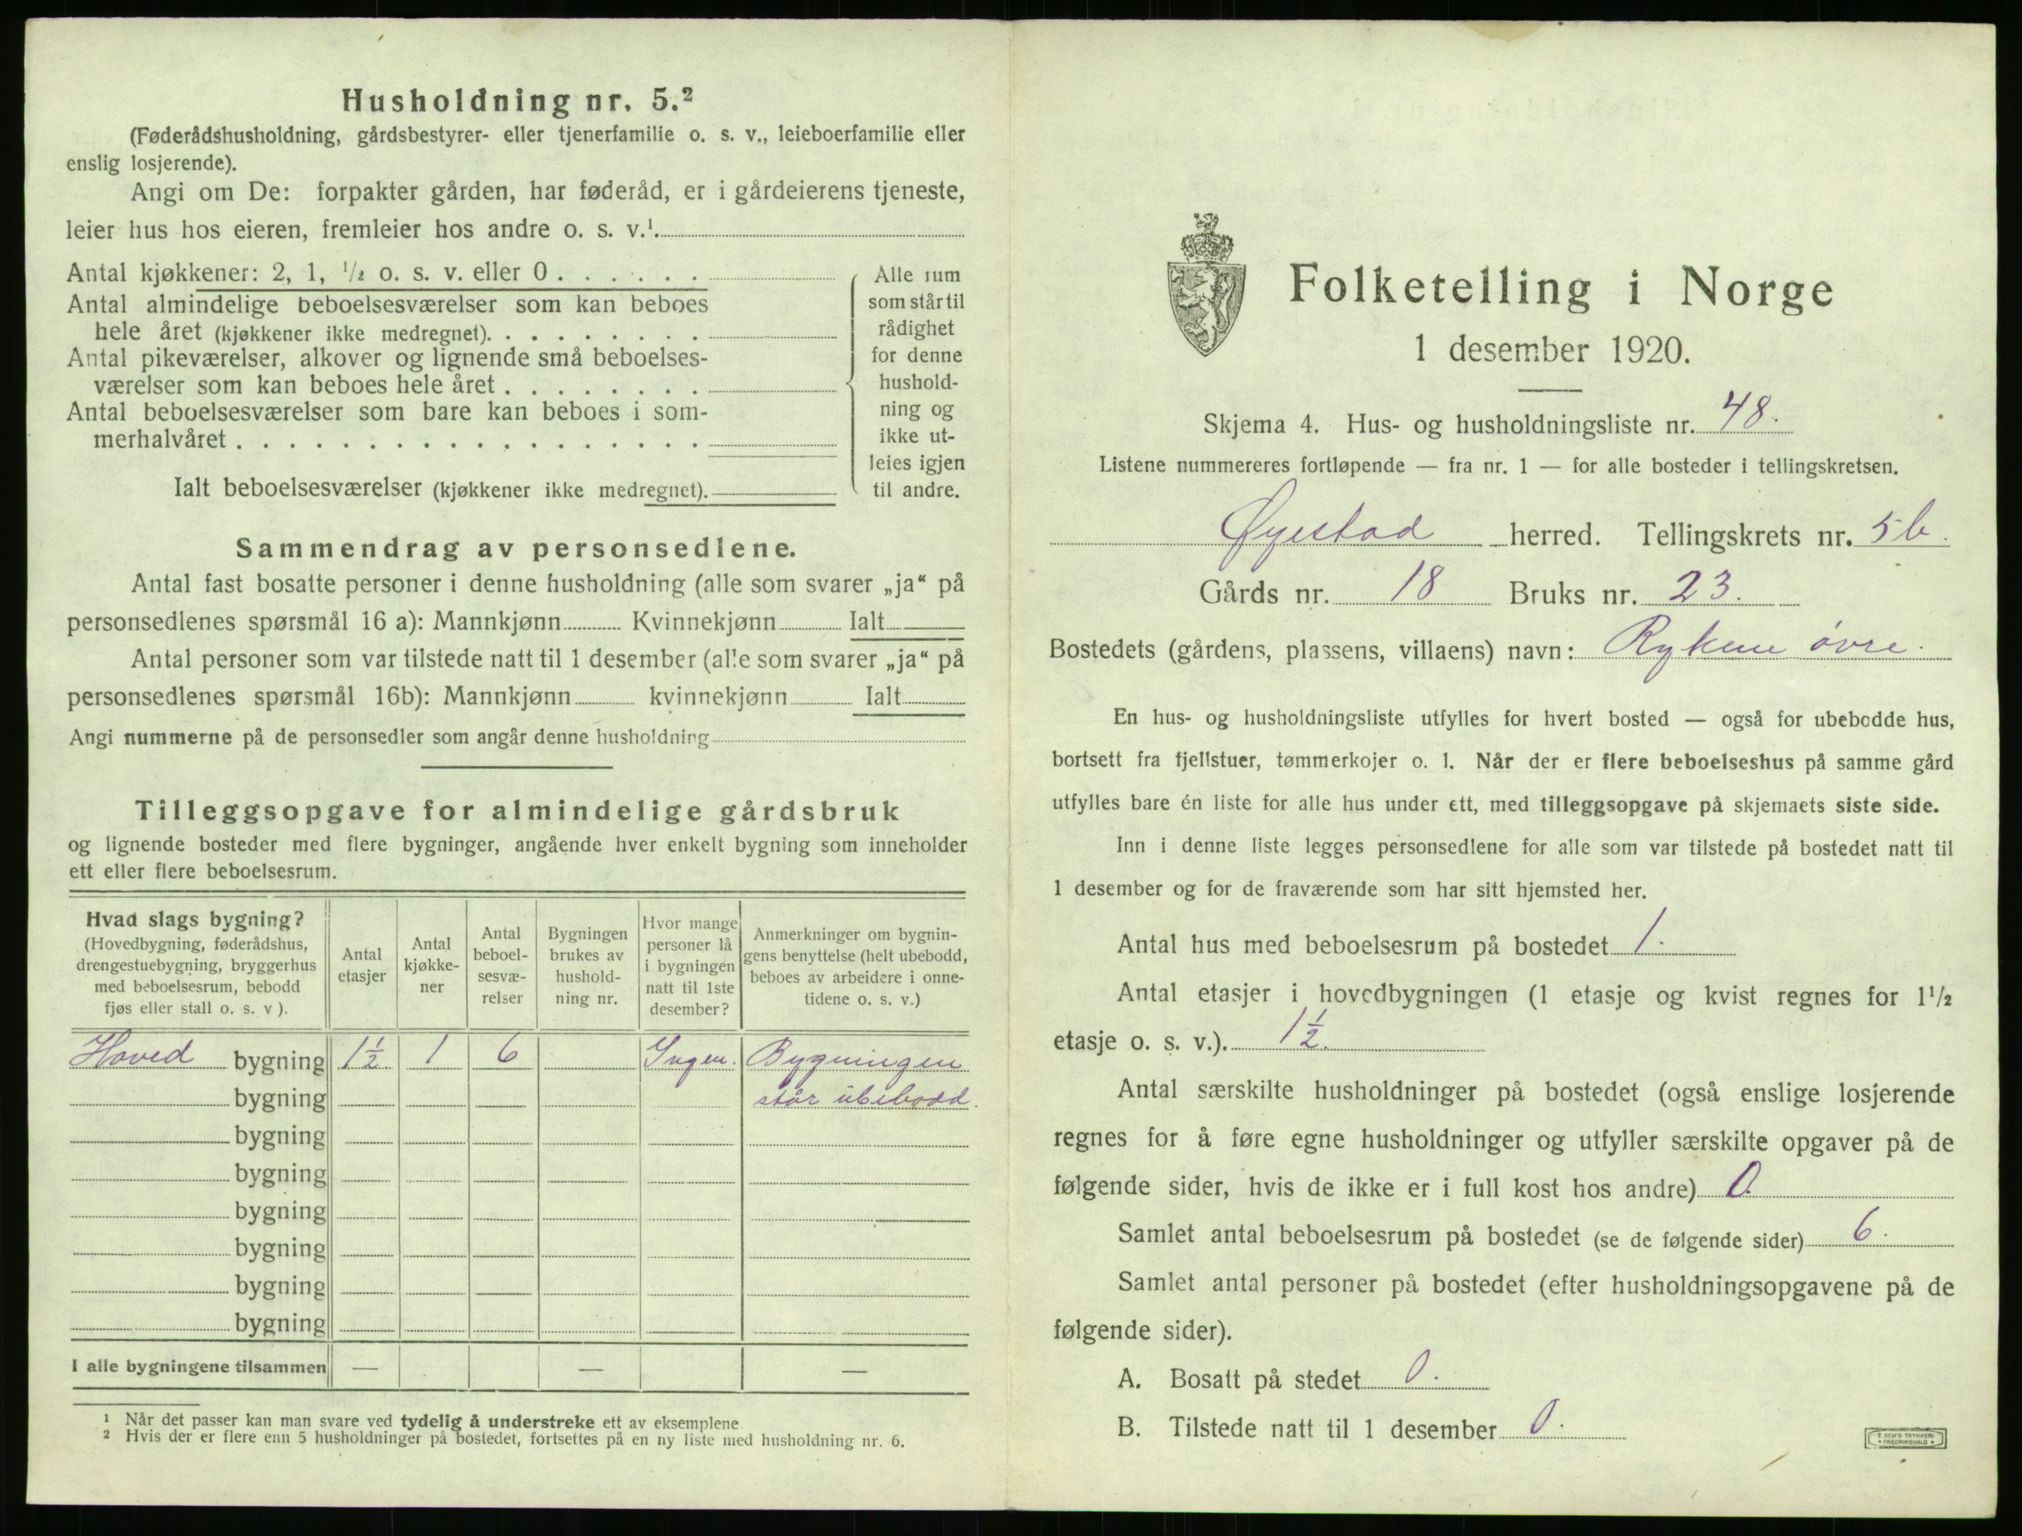 Husholdning nr. 5.²
(Føderådshusholdning, gårdsbestyrer- eller tjenerfamilie o. s. v., leieboerfamilie eller
enslig losjerende).
Angi om De: forpakter gården, har føderåd, er i gårdeierens tjeneste,
leier hus hos eieren, fremleier hos andre o. s. v.¹
Antal kjøkkener: 2, 1, ½ o. s. v. eller 0 . . . . . .
Antal almindelige beboelsesværelser som kan beboes
hele året (kjøkkener ikke medregnet). . . . . . . . .
Antal pikeværelser, alkover og lignende små beboelses-
værelser som kan beboes hele året . . . . . . . .
Antal beboelsesværelser som bare kan beboes i som-
merhalvåret . . . . . . . . . . . . . . . . . .
Ialt beboelsesværelser (kjøkkener ikke medregnet).
Alle rum
som står til
rådighet
for denne
hushold-
ning og
ikke ut-
leies igjen
til andre.
Sammendrag av personsedlene.
Antal fast bosatte personer i denne husholdning (alle som svarer „ja“ på
personsedlenes spørsmål 16 a): Mannkjønn Kvinnekjønn Ialt
Antal personer som var tilstede natt til 1 desember (alle som svarer „ja“ på
personsedlenes spørsmål 16b): Mannkjønn kvinnekjønn Ialt
Angi nummerne på de personsedler som angår denne husholdning
Tilleggsopgave for almindelige gårdsbruk
og lignende bosteder med flere bygninger, angående hver enkelt bygning som inneholder
ett eller flere beboelsesrum.
Hvad slags bygning?
(Hovedbygning, føderådshus,
drengestuebygning, bryggerhus
med beboelsesrum, bebodd
fjøs eller stall o. s. v ).
Antal
etasjer
Antal
kjøkke-
ner
Antal
beboel-
sesvæ-
relser
Bygningen
brukes av
hushold-
ning nr.
Hvor mange
personer lå
i bygningen
natt til 1ste
desember?
Anmerkninger om bygnin-
gens benyttelse (helt ubebodd,
beboes av arbeidere i onne-
tidene o. s. v.)
Hoved bygning 1½ 1 6 Ingen. Bygningen
bygning står ubebodd.
bygning
bygning
bygning
bygning
bygning
bygning
I alle bygningene tilsammen — — —
¹ Når det passer kan man svare ved tydelig å understreke ett av eksemplene.
² Hvis der er flere enn 5 husholdninger på bostedet, fortsettes på en ny liste med husholdning nr. 6.
Folketelling i Norge
1 desember 1920.
Skjema 4. Hus- og husholdningsliste nr. 48.
Listene nummereres fortløpende — fra nr. 1 — for alle bosteder i tellingskretsen.
Øyestad herred. Tellingskrets nr. 5b.
Gårds nr. 18 Bruks nr. 23.
Bostedets (gårdens, plassens, villaens) navn: Rykene øvre.
En hus- og husholdningsliste utfylles for hvert bosted — også for ubebodde hus,
bortsett fra fjellstuer, tømmerkojer o. l. Når der er flere beboelseshus på samme gård
utfylles bare én liste for alle hus under ett, med tilleggsopgave på skjemaets siste side.
Inn i denne liste legges personsedlene for alle som var tilstede på bostedet natt til
1 desember og for de fraværende som har sitt hjemsted her.
Antal hus med beboelsesrum på bostedet 1.
Antal etasjer i hovedbygningen (1 etasje og kvist regnes for 1½
etasje o. s. v.). 1½.
Antal særskilte husholdninger på bostedet (også enslige losjerende
regnes for å føre egne husholdninger og utfyller særskilte opgaver på de
følgende sider, hvis de ikke er i full kost hos andre) 0.
Samlet antal beboelsesrum på bostedet (se de følgende sider) 6.
Samlet antal personer på bostedet (efter husholdningsopgavene på de
følgende sider).
A. Bosatt på stedet 0.
B. Tilstede natt til 1 desember 0.